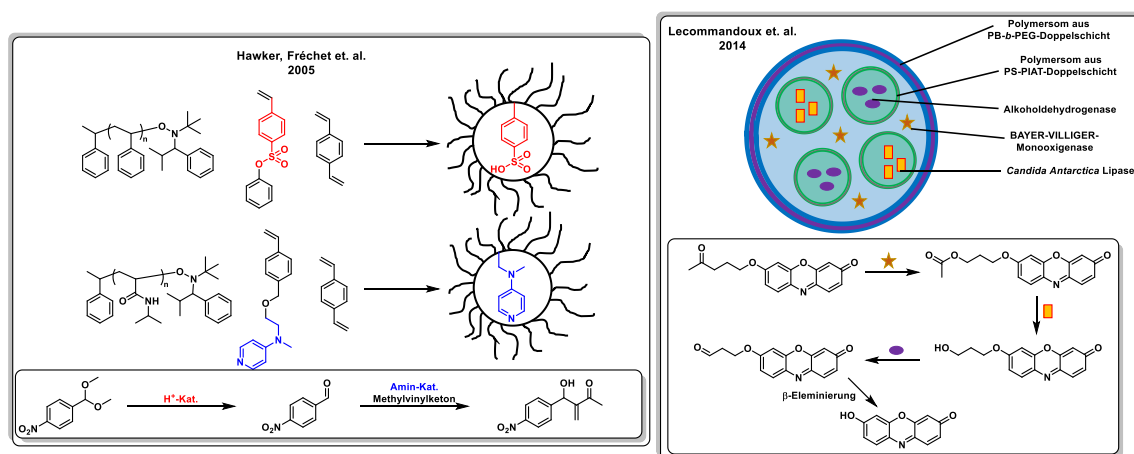 Hawker, Fréchet et. al.
2005
n
O
N
O
S
O
O
HO
S
O
O
n
O
N
O
NH
O
N
N
N
N
O
O
O₂N
H⁺-Kat.
O
O₂N
Amin-Kat.
Methylvinylketon
OH
O
O₂N
Lecommandoux et. al.
2014
Polymersom aus
PB-b-PEG-Doppelschicht
Polymersom aus
PS-PIAT-Doppelschicht
Alkoholdehydrogenase
BAYER-VILLIGER-
Monooxigenase
Candida Antarctica Lipase
O
O
O
N
O
O
O
O
O
N
O
O
O
O
N
O
HO
O
O
N
O
β-Eleminierung
HO
O
N
O